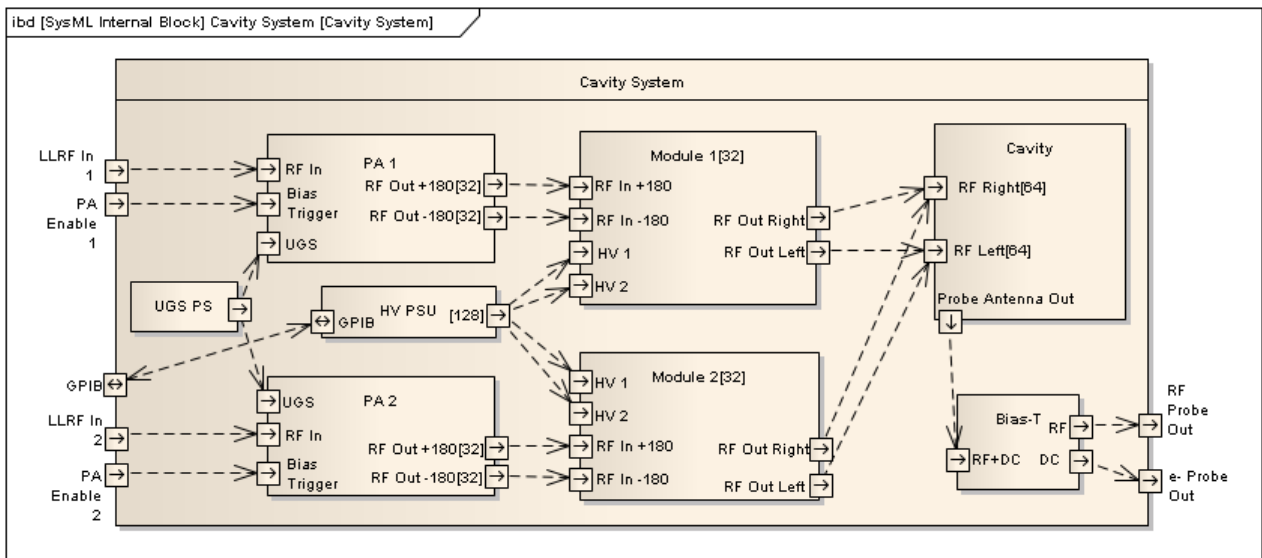 ibd [SysML Internal Block] Cavity System [Cavity System]
Cavity System
LLRF In
1
PA
Enable
1
PA 1
RF In
Bias
Trigger
UGS
RF Out +180[32]
RF Out -180[32]
Module 1[32]
RF In +180
RF In -180
HV 1
HV 2
RF Out Right
RF Out Left
Cavity
RF Right[64]
RF Left[64]
Probe Antenna Out
UGS PS
HV PSU
GPIB
[128]
GPIB
LLRF In
2
PA
Enable
2
PA 2
UGS
RF In
Bias
Trigger
RF Out+180[32]
RF Out -180[32]
Module 2[32]
HV 1
HV 2
RF In +180
RF In -180
RF Out Right
RF Out Left
Bias-T
RF
RF+DC
DC
RF
Probe
Out
e- Probe
Out